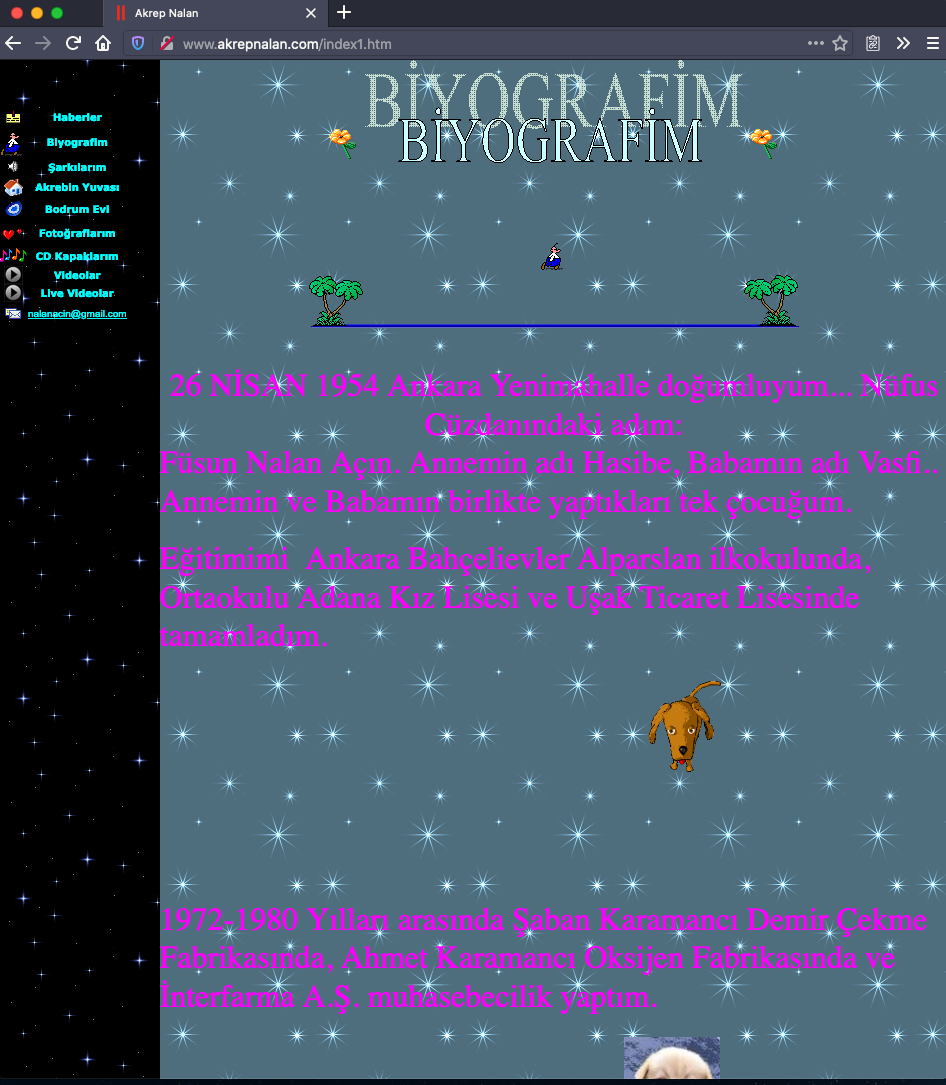 Akrep Nalan
www.akrepnalan.com/index1.htm
Haberler
Biyografim
Şarkılarım
Akrebin Yuvası
Bodrum Evi
Fotoğraflarım
CD Kapaklarım
Videolar
Live Videolar
nalanacin@gmail.com
BİYOGRAFİM
BİYOGRAFİM
26 NİSAN 1954 Ankara Yenimahalle doğumluyum... Nüfus
Cüzdanındaki adım:
Füsun Nalan Açın. Annemin adı Hasibe, Babamın adı Vasfi..
Annemin ve Babamın birlikte yaptıkları tek çocuğum.
Eğitimimi Ankara Bahçelievler Alparslan ilkokulunda,
Ortaokulu Adana Kız Lisesi ve Uşak Ticaret Lisesinde
tamamladım.
1972-1980 Yılları arasında Şaban Karamancı Demir Çekme
Fabrikasında, Ahmet Karamancı Oksijen Fabrikasında ve
İnterfarma A.Ş. muhasebecilik yaptım.